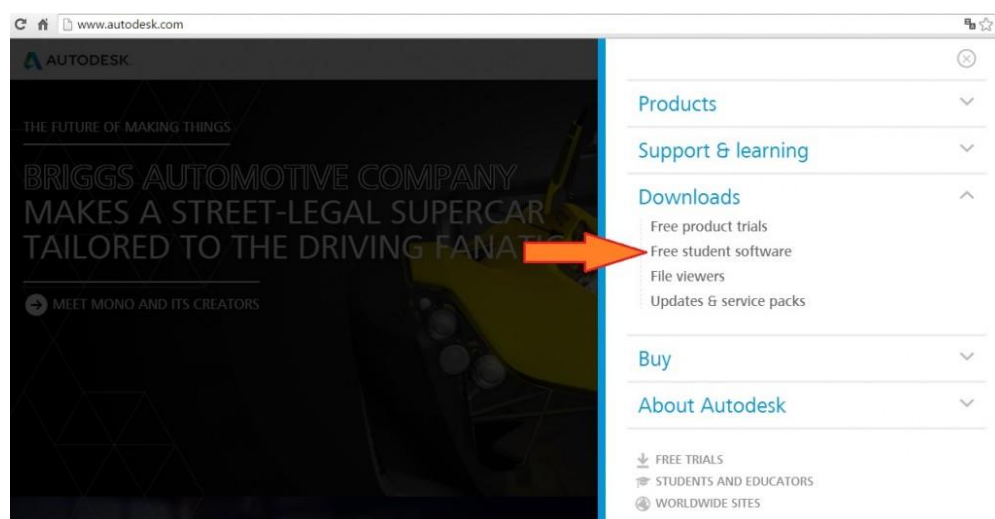 www.autodesk.com
AUTODESK
THE FUTURE OF MAKING THINGS
BRIGGS AUTOMOTIVE COMPANY
MAKES A STREET-LEGAL SUPERCAR
TAILORED TO THE DRIVING
MEET MONO AND ITS CREATORS
Products
Support & learning
Downloads
Free product trials
Free student software
File viewers
Updates & service packs
Buy
About Autodesk
FREE TRIALS
STUDENTS AND EDUCATORS
WORLDWIDE SITES